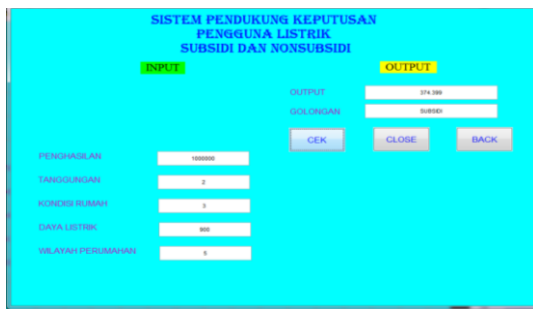 SISTEM PENDUKUNG KEPUTUSAN
PENGGUNA LISTRIK
SUBSIDI DAN NONSUBSIDI
INPUT
OUTPUT
OUTPUT 374.399
GOLONGAN SUBSIDI
CEK CLOSE BACK
PENGHASILAN 1000000
TANGGUNGAN 2
KONDISI RUMAH 3
DAYA LISTRIK 900
WILAYAH PERUMAHAN 5